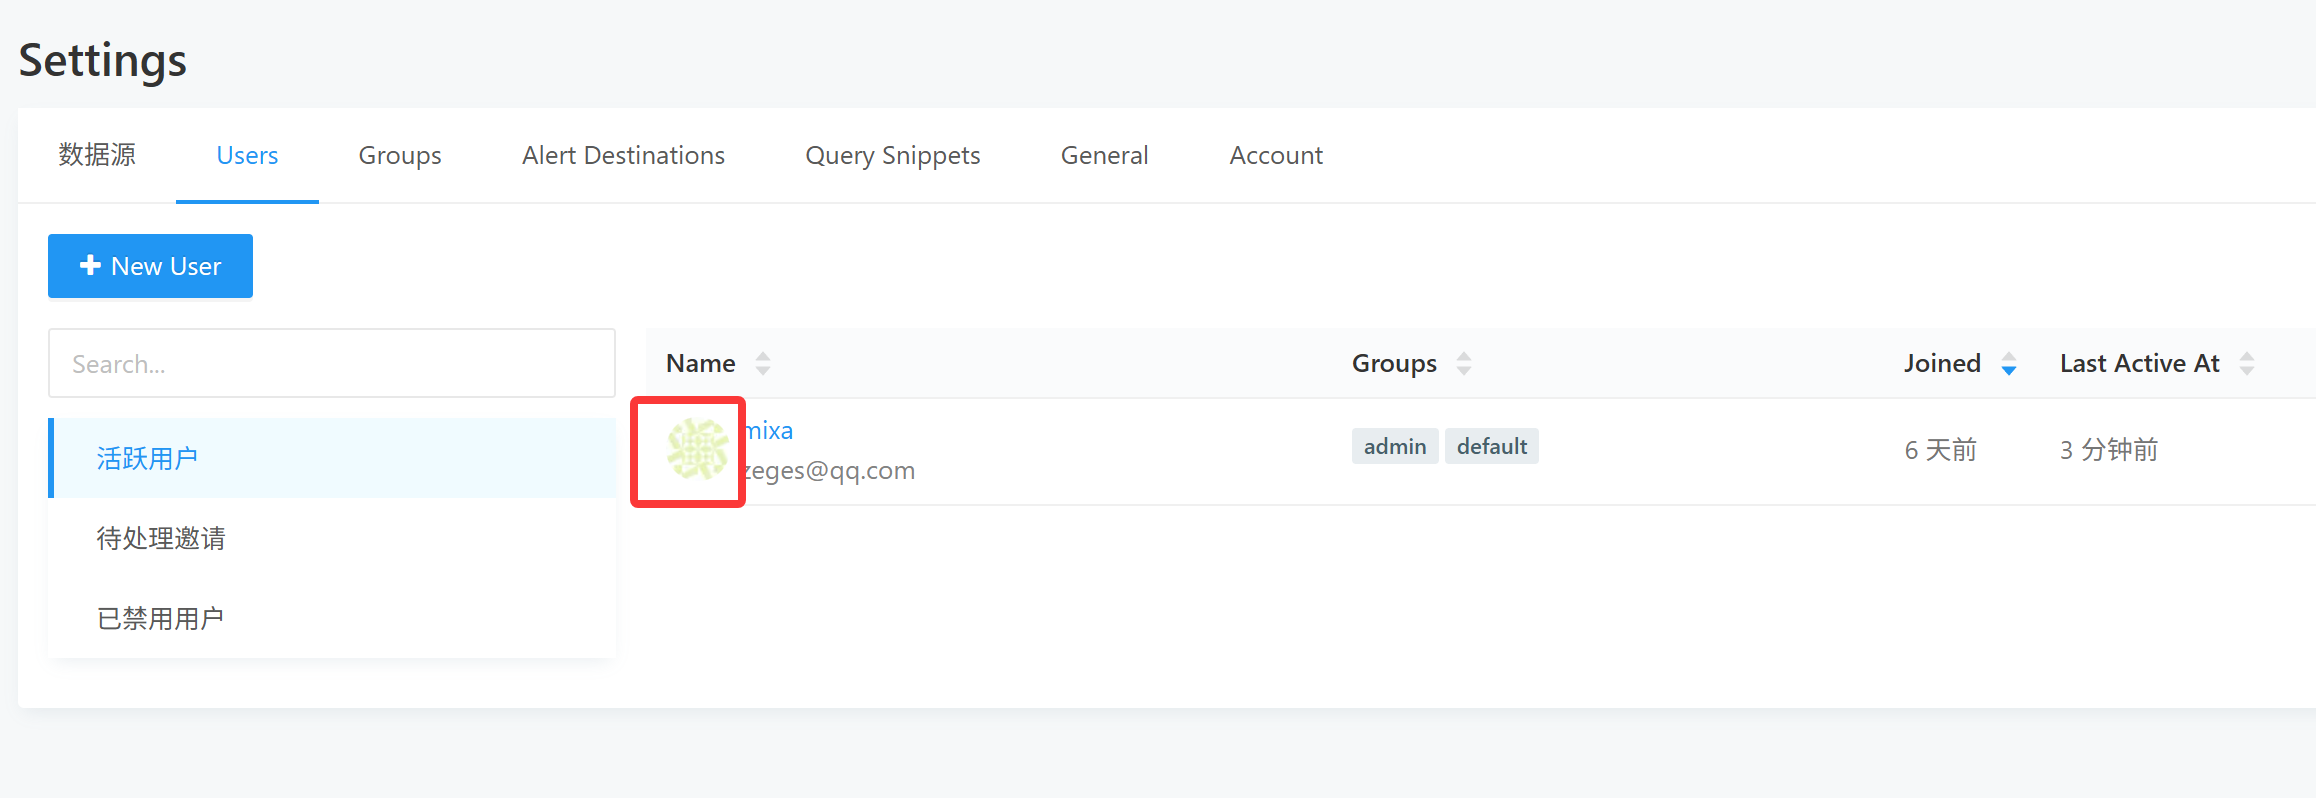 Settings
数据源 Users Groups Alert Destinations Query Snippets General Account
New User
Search...
Name Groups Joined Last Active At
活跃用户
mixa
zeges@qq.com
admin default
6 天前
3 分钟前
待处理邀请
已禁用用户